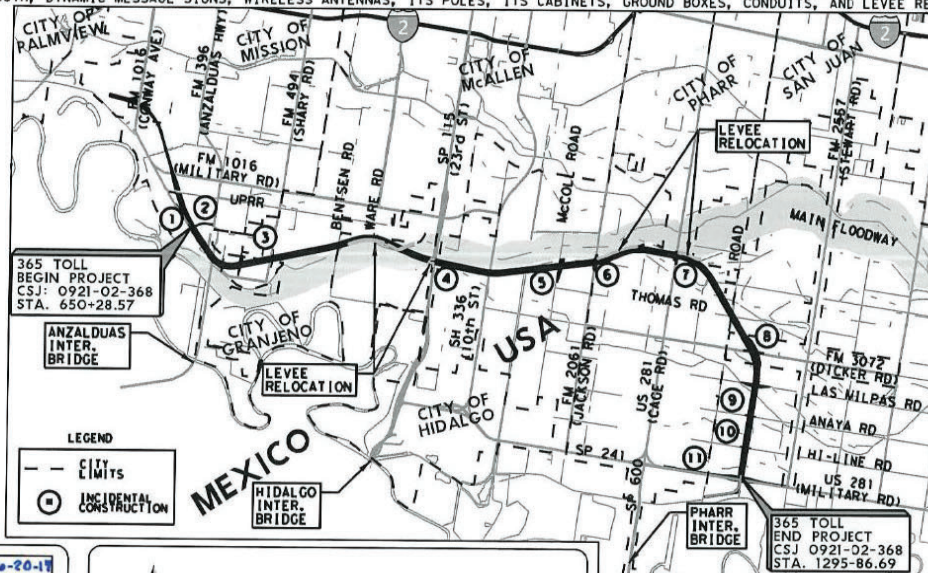 DYNAMIC MESSAGE SIGNS, WIRELESS ANTENNAS, ITS POLES, ITS CABINETS, GROUND BOXES, CONDUITS, AND LEVEE
CITY OF
PALMVIEW
FM 1016
(CONWAY AVE)
FM 396
(ANZALDUAS HWY)
CITY OF
MISSION
FM 494
(SHARY RD)
2
CITY OF
McALLEN
SP 115
(23rd ST)
CITY OF
PHARR
CITY OF
SAN JUAN
2
FM 2557
(STEWART RD)
LEVEE
RELOCATION
FM 1016
(MILITARY RD)
UPRR
BENTSEN RD
WARE RD
McCOLL ROAD
ROAD
MAIN FLOODWAY
1
2
3
4
5
6
7
8
9
10
11
365 TOLL
BEGIN PROJECT
CSJ: 0921-02-368
STA. 650+28.57
THOMAS RD
ANZALDUAS
INTER.
BRIDGE
CITY OF
GRANJENO
LEVEE
RELOCATION
SH 336
(10th ST)
USA
FM 2061
(JACKSON RD)
US 281
(CAGE RD)
FM 3072
(DICKER RD)
LAS MILPAS RD
ANAYA RD
HI-LINE RD
US 281
(MILITARY RD)
CITY OF
HIDALGO
SP 241
SP 600
LEGEND
CITY
LIMITS
INCIDENTAL
CONSTRUCTION
MEXICO
HIDALGO
INTER.
BRIDGE
PHARR
INTER.
BRIDGE
365 TOLL
END PROJECT
CSJ 0921-02-368
STA. 1295+86.69